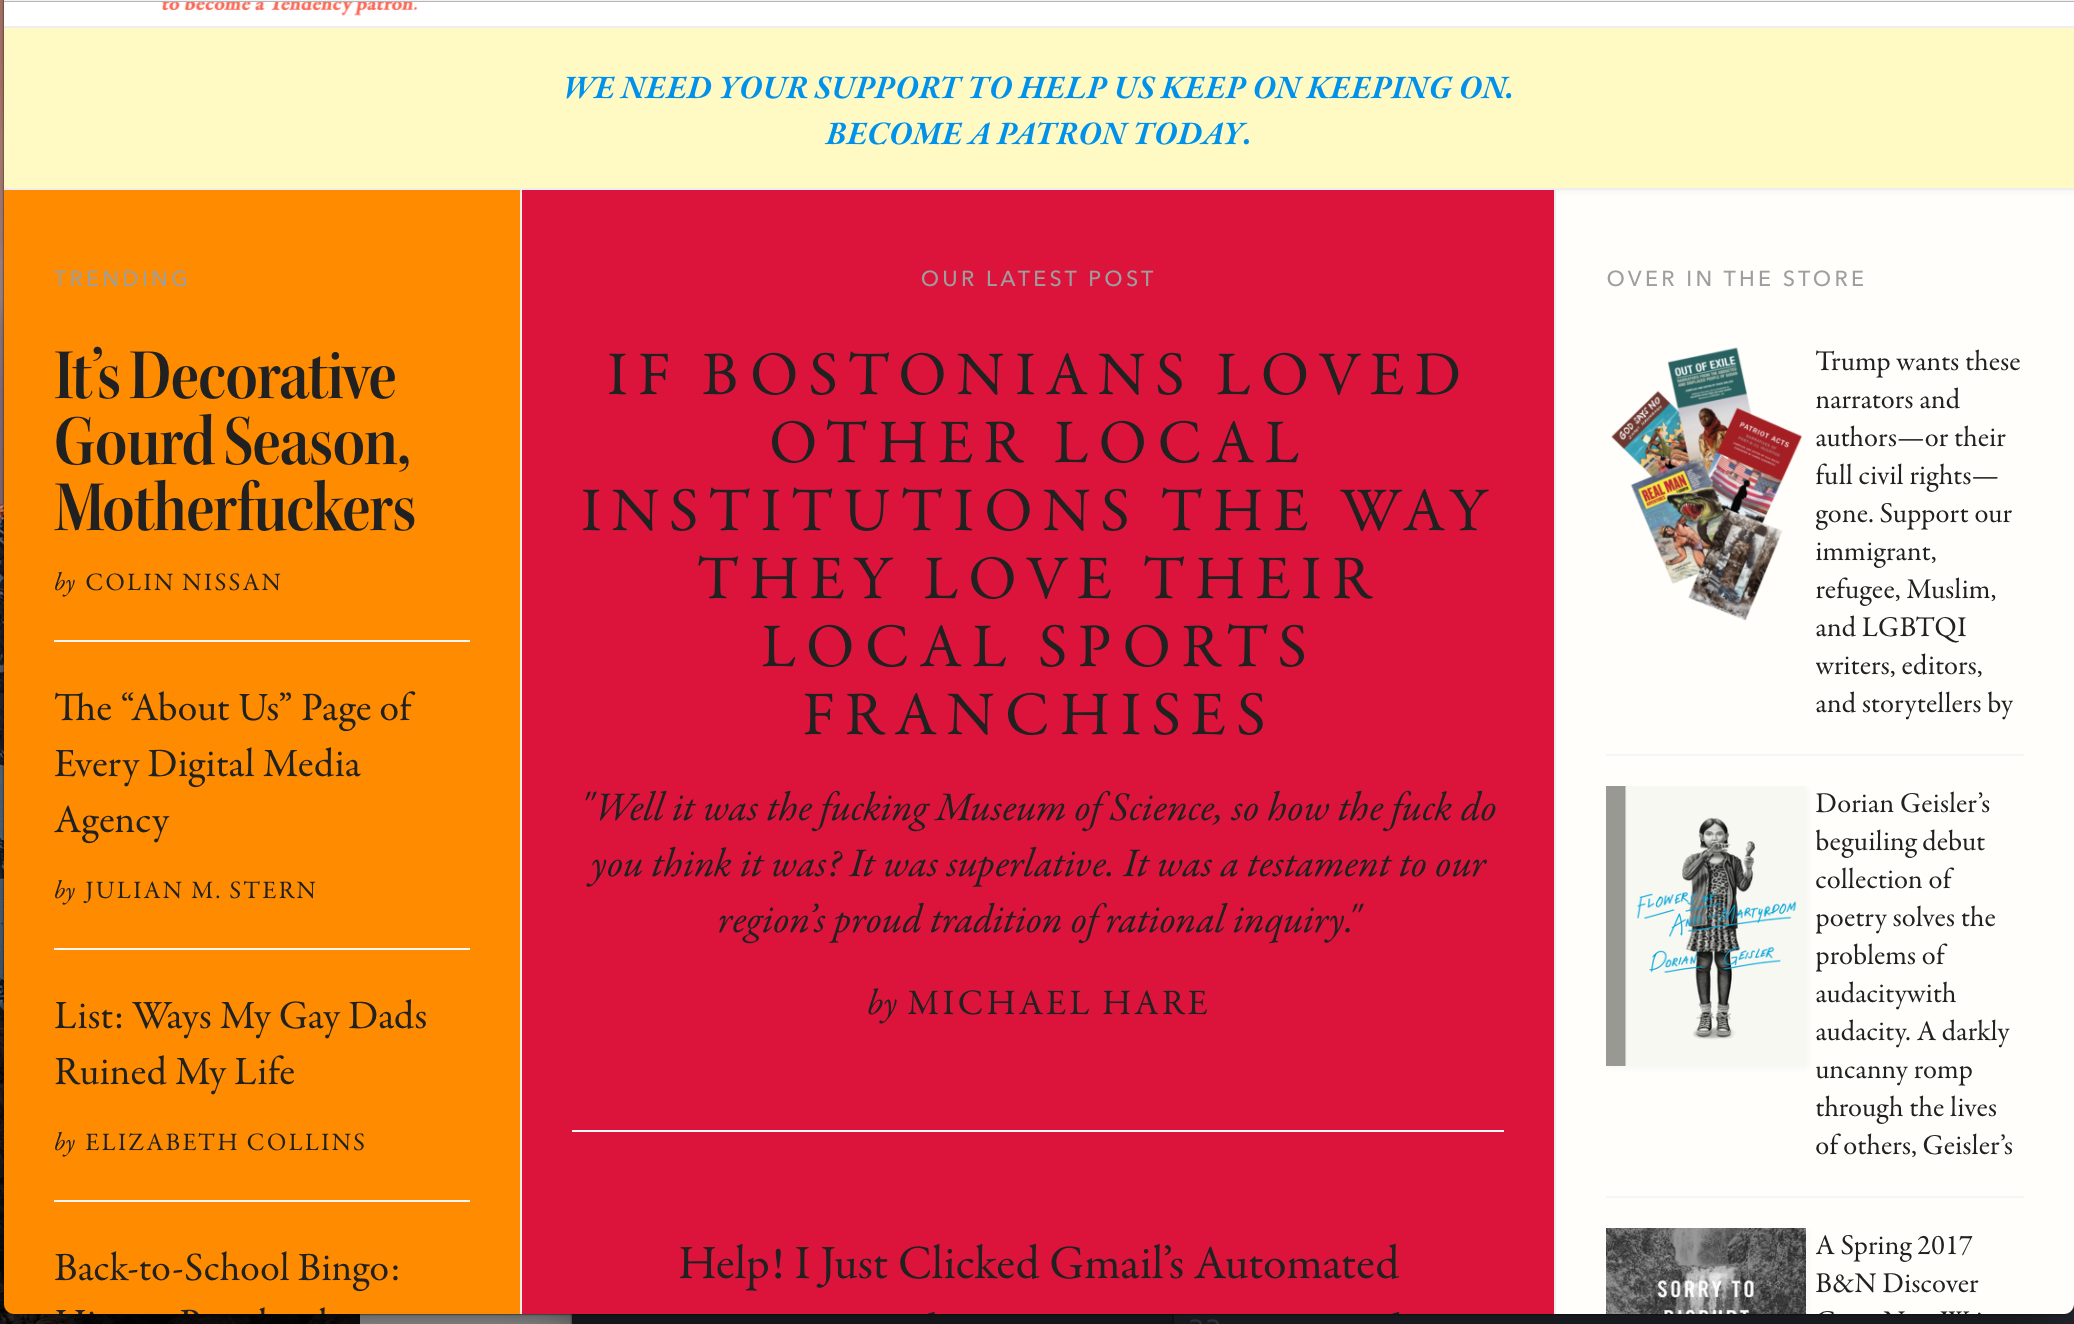 to become a Tendency patron.
WE NEED YOUR SUPPORT TO HELP US KEEP ON KEEPING ON.
BECOME A PATRON TODAY.
TRENDING
It's Decorative
Gourd Season,
Motherfuckers
by COLIN NISSAN
The “About Us” Page of
Every Digital Media
Agency
by JULIAN M. STERN
List: Ways My Gay Dads
Ruined My Life
by ELIZABETH COLLINS
Back-to-School Bingo:
OUR LATEST POST
IF BOSTONIANS LOVED
OTHER LOCAL
INSTITUTIONS THE WAY
THEY LOVE THEIR
LOCAL SPORTS
FRANCHISES
"Well it was the fucking Museum of Science, so how the fuck do
you think it was? It was superlative. It was a testament to our
region’s proud tradition of rational inquiry."
by MICHAEL HARE
Help! I Just Clicked Gmail’s Automated
OVER IN THE STORE
OUT OF EXILE
GOD SAYS NO
PATRIOT ACTS
REAL MAN
Trump wants these
narrators and
authors—or their
full civil rights—
gone. Support our
immigrant,
refugee, Muslim,
and LGBTQI
writers, editors,
and storytellers by
FLOWERS
ANTI-MARTYRDOM
DORIAN GEISLER
Dorian Geisler’s
beguiling debut
collection of
poetry solves the
problems of
audacitywith
audacity. A darkly
uncanny romp
through the lives
of others, Geisler’s
SORRY TO
DISRUPT
A Spring 2017
B&N Discover